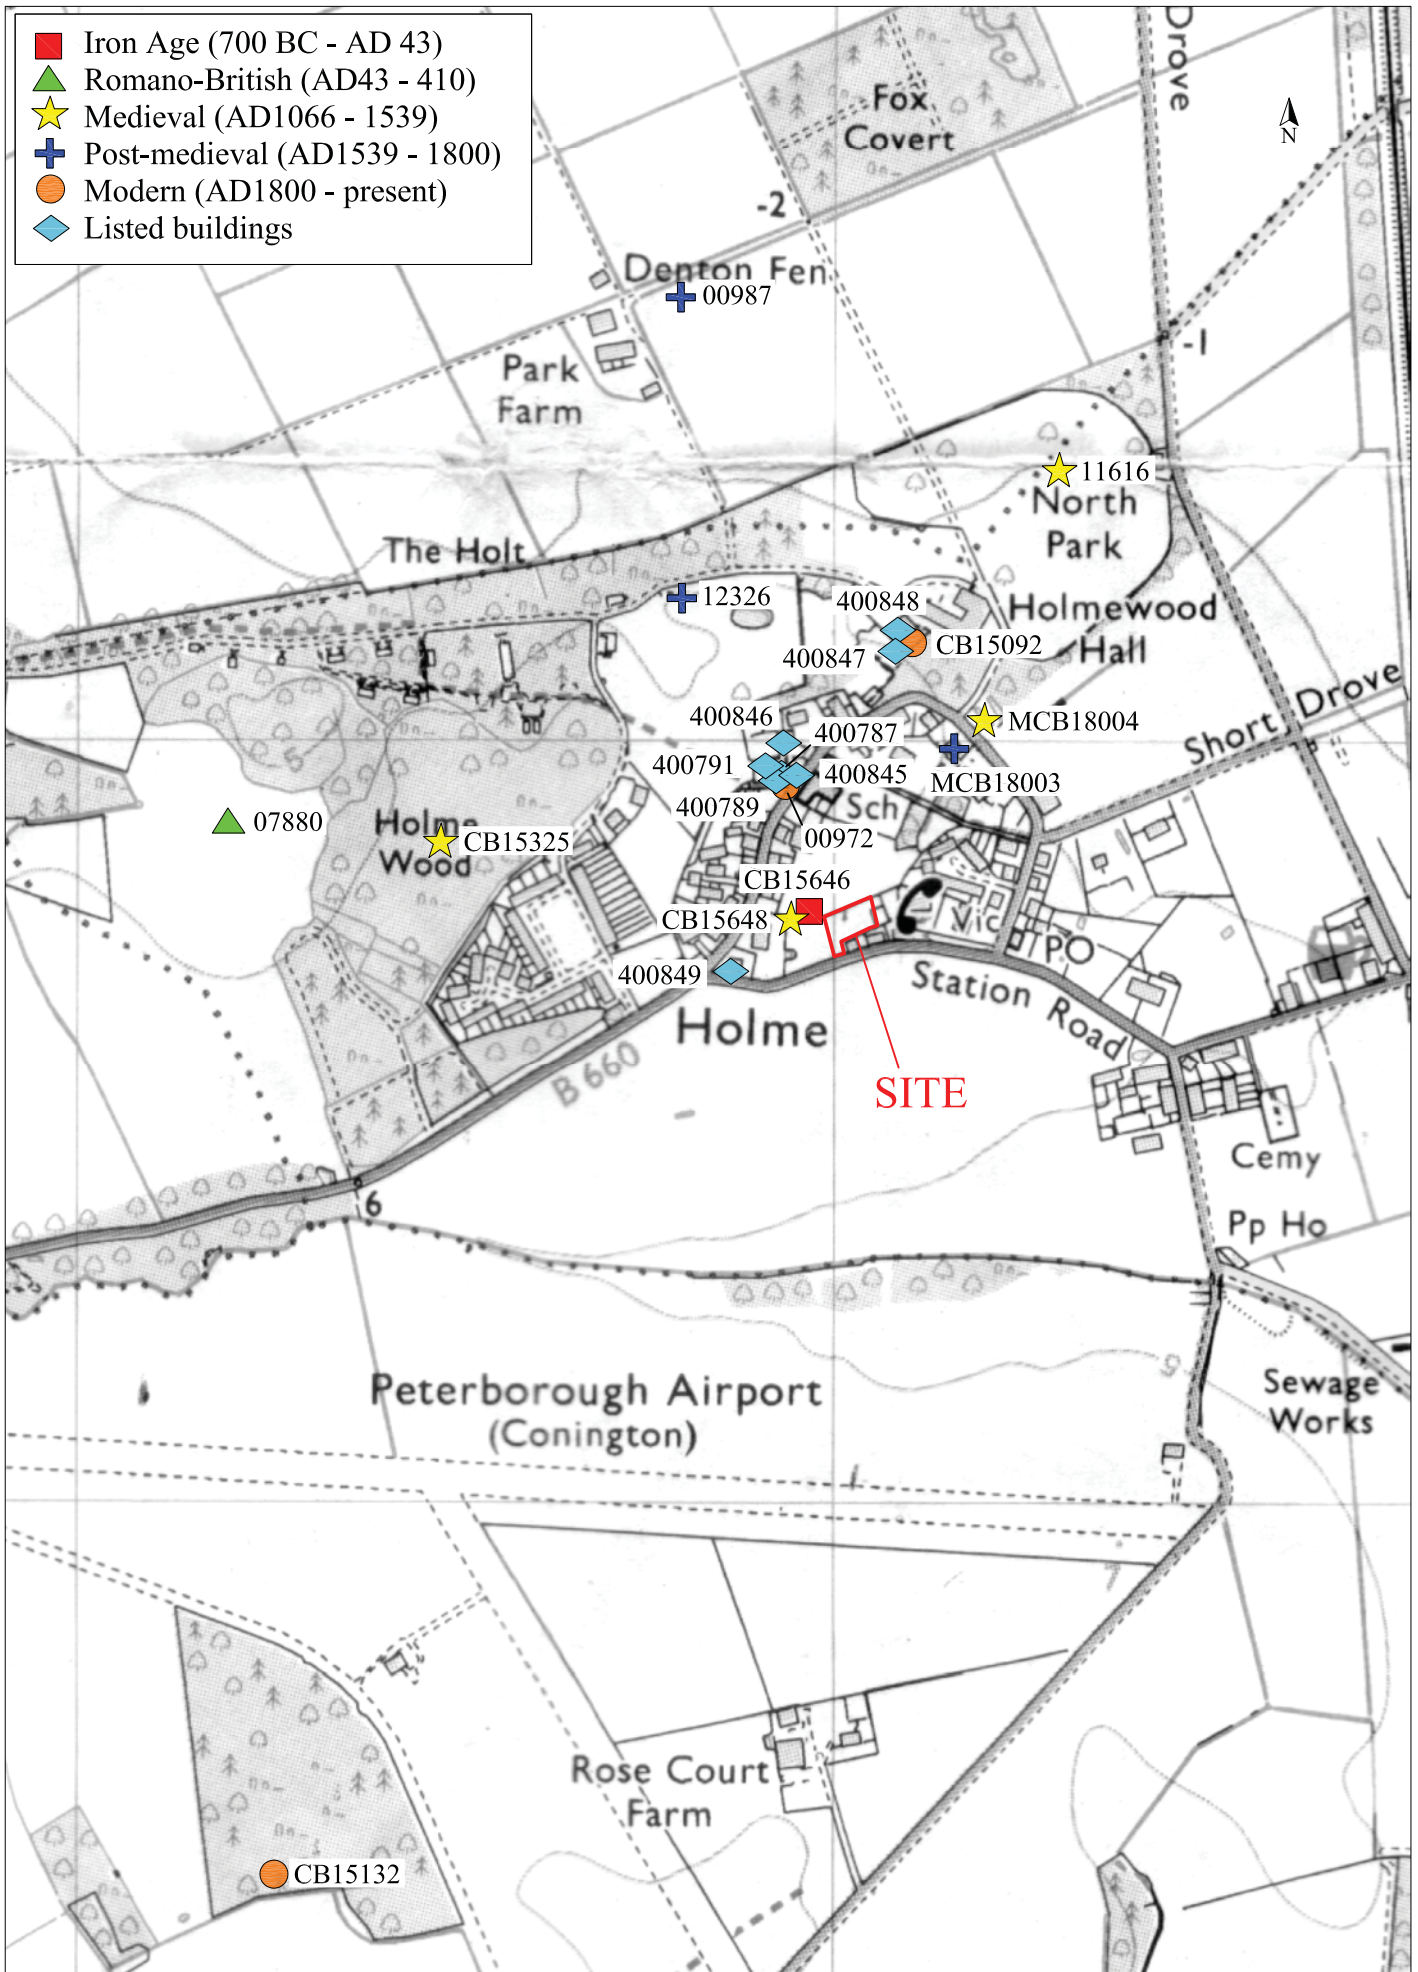 Iron Age (700 BC - AD 43)
Romano-British (AD43 - 410)
Medieval (AD1066 - 1539)
Post-medieval (AD1539 - 1800)
Modern (AD1800 - present)
Listed buildings
Drove
Fox
Covert
N
-2
Denton Fen
00987
-1
Park
Farm
11616
North
Park
The Holt
12326
400848
Holmewood
Hall
CB15092
400847
400846
400787
MCB18004
Short Drove
400791
400845
MCB18003
400789
Sch
00972
07880
Holme
Wood
CB15325
CB15646
CB15648
Vic
PO
400849
Station Road
Holme
B 660
SITE
Cemy
6
Pp Ho
Peterborough Airport
(Conington)
Sewage
Works
Rose Court
Farm
CB15132